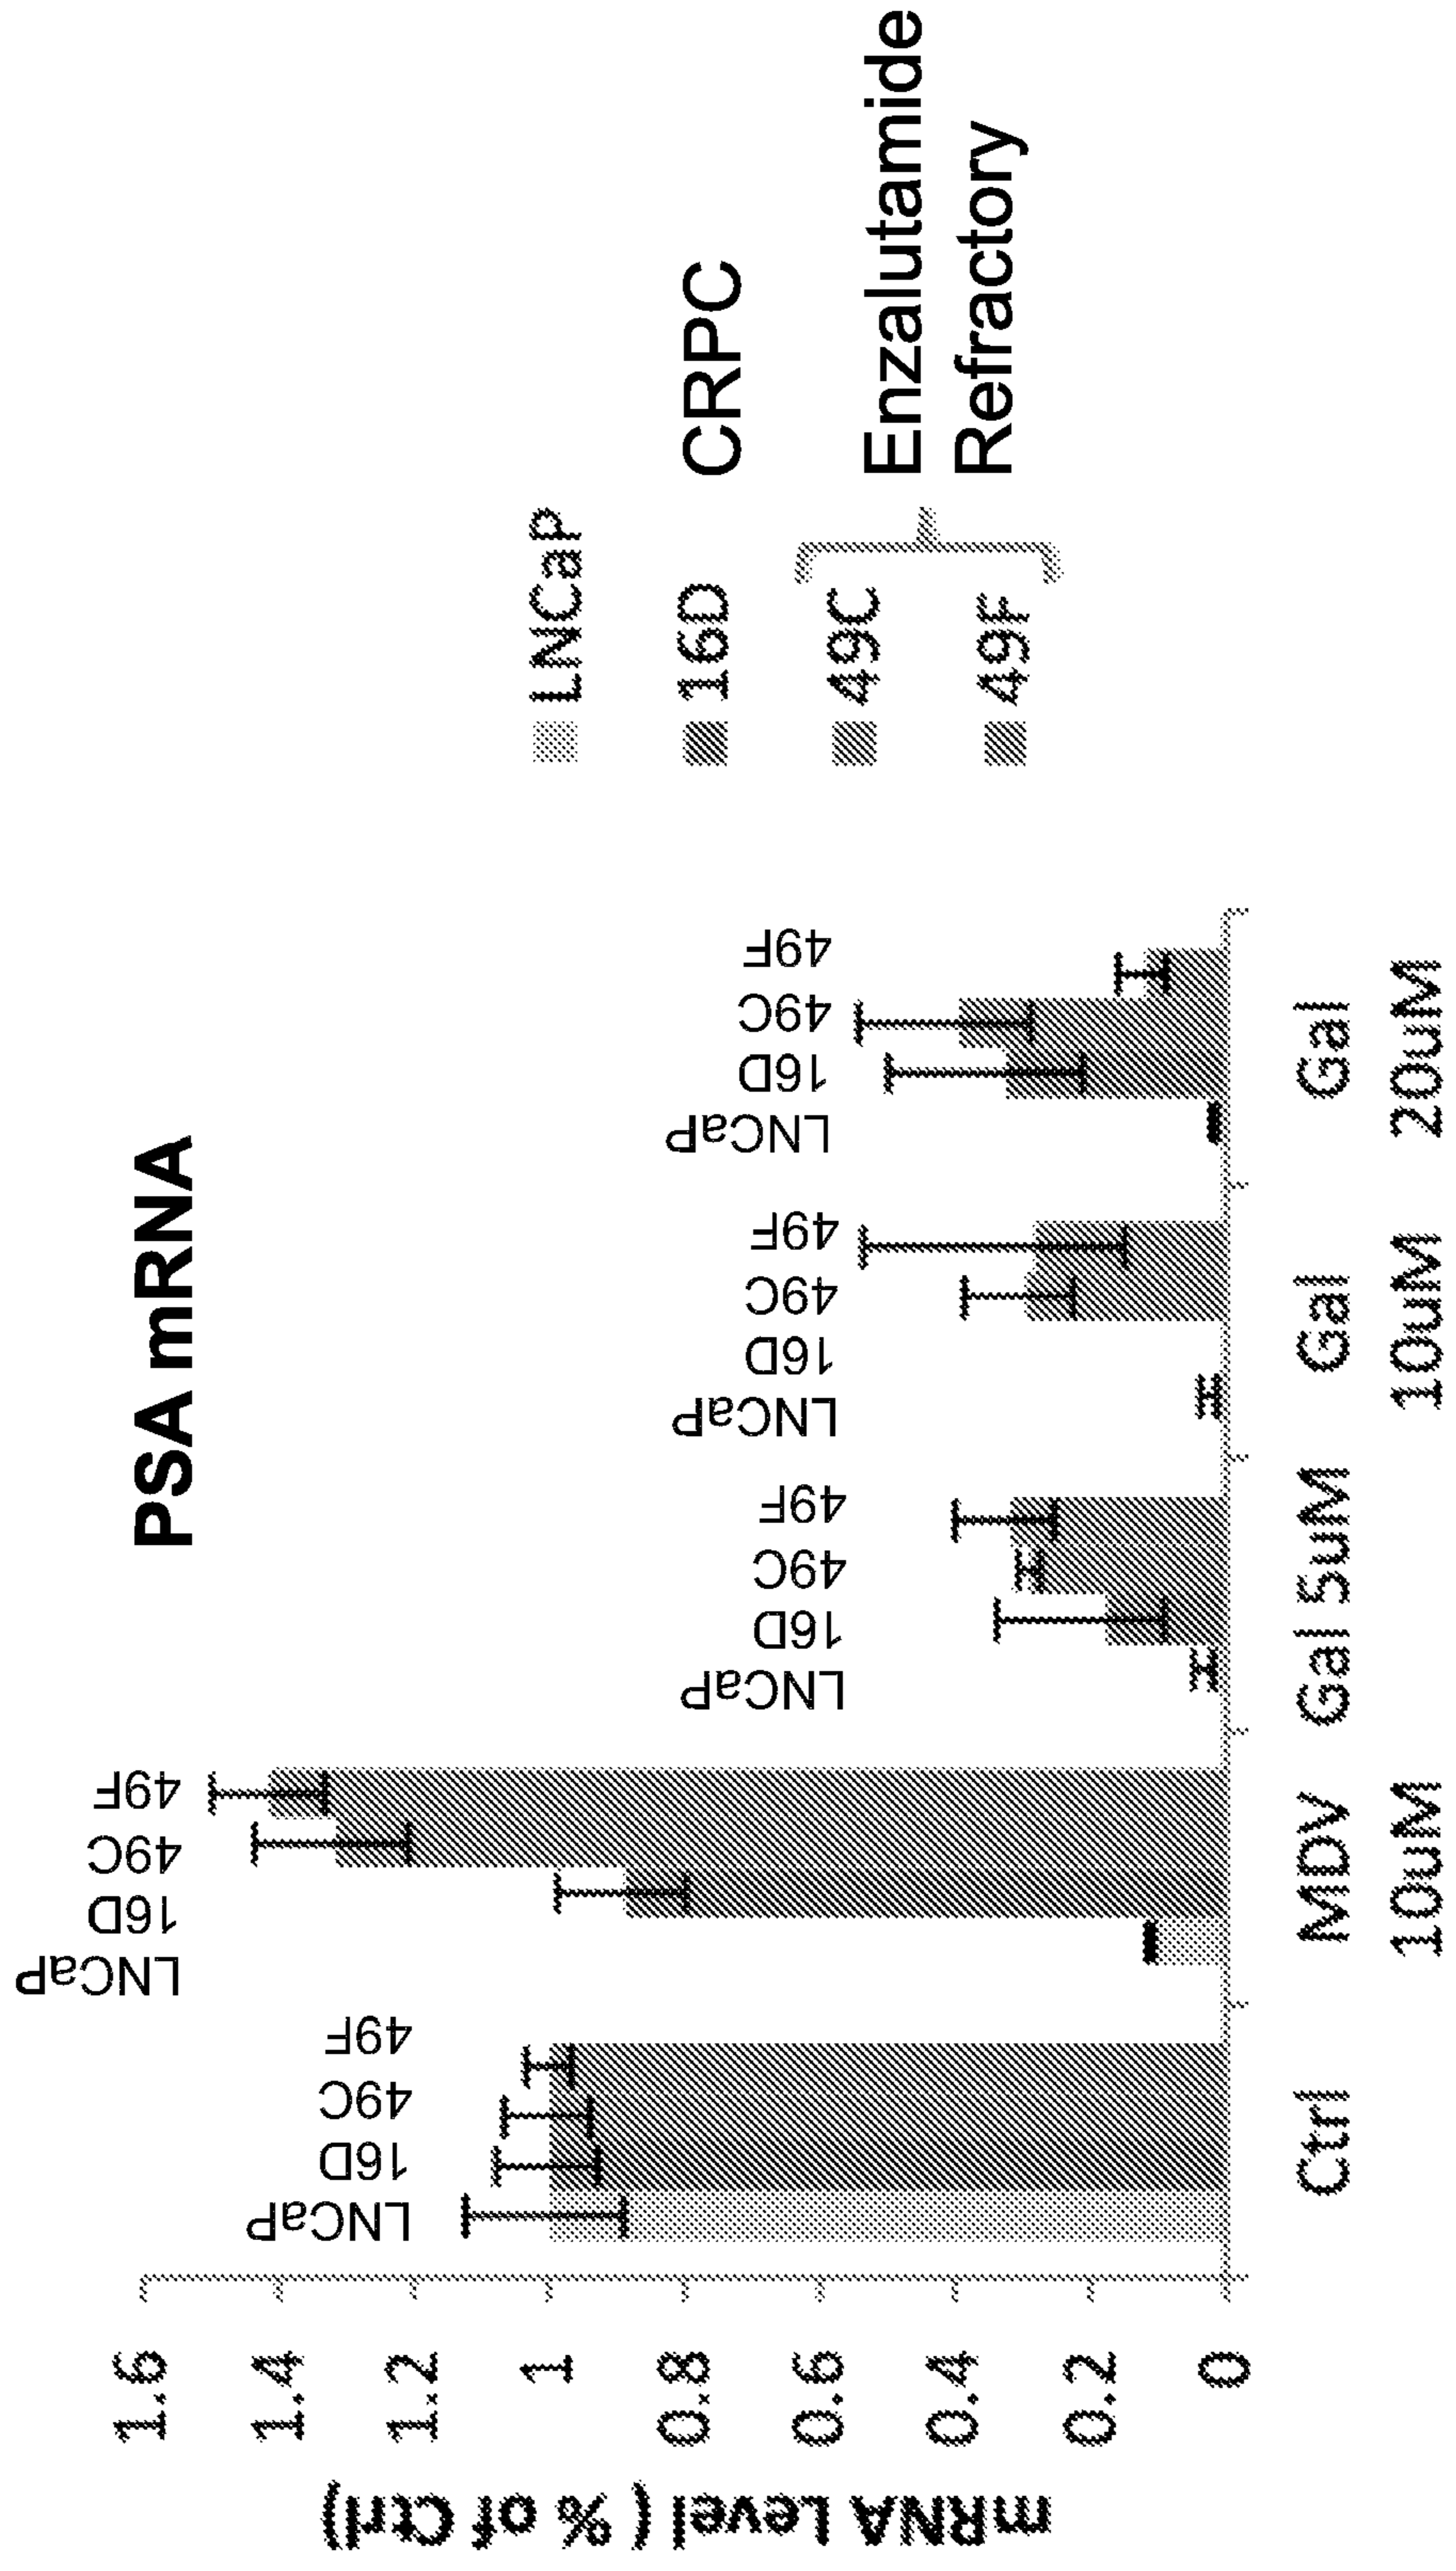 PSA mRNA
mRNA Level ( % of Ctrl)
1.6
1.4
1.2
1
0.8
0.6
0.4
0.2
0
LNCaP
16D
49C
49F
LNCaP
16D
49C
49F
LNCaP
16D
49C
49F
LNCaP
16D
49C
49F
LNCaP
16D
49C
49F
Ctrl
MDV
10uM
Gal 5uM
Gal
10uM
Gal
20uM
LNCaP
16D CRPC
49C
49F
Enzalutamide
Refractory